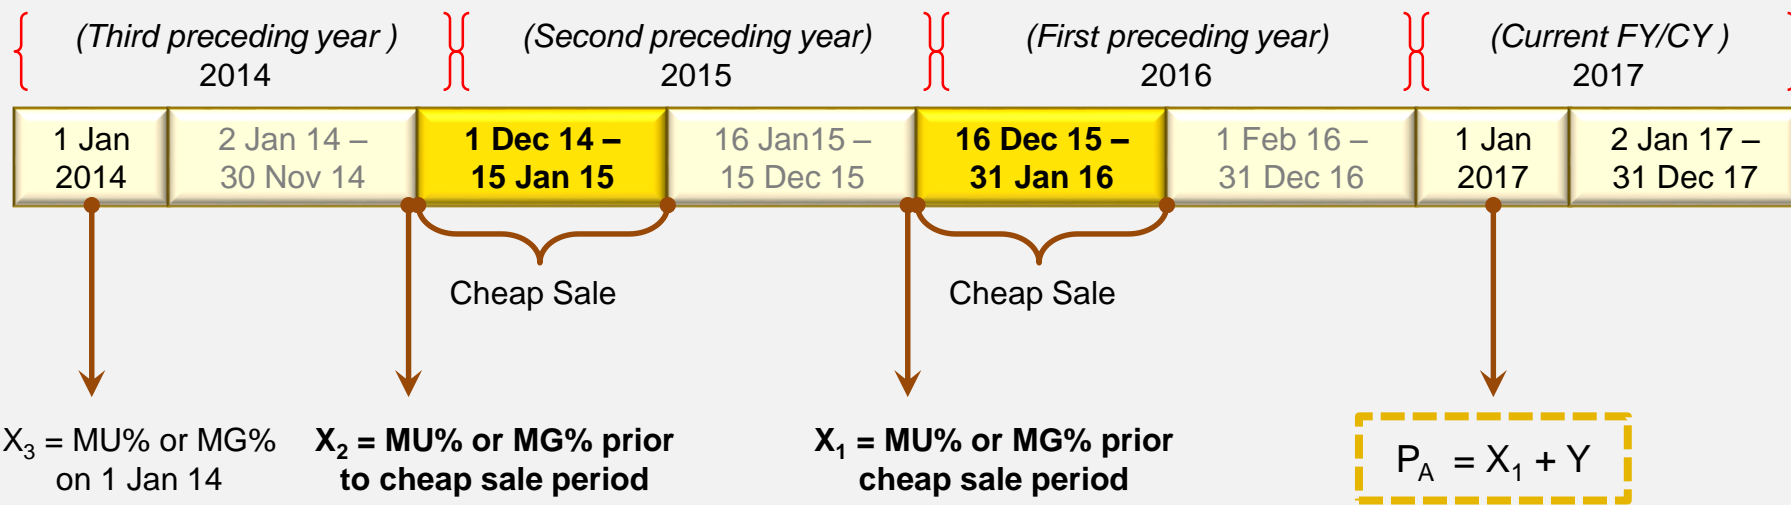 (Third preceding year )
2014
(Second preceding year)
2015
(First preceding year)
2016
(Current FY/CY )
2017
1 Jan
2014
2 Jan 14 –
30 Nov 14
1 Dec 14 –
15 Jan 15
16 Jan15 –
15 Dec 15
16 Dec 15 –
31 Jan 16
1 Feb 16 –
31 Dec 16
1 Jan
2017
2 Jan 17 –
31 Dec 17
Cheap Sale
Cheap Sale
X₃ = MU% or MG%
on 1 Jan 14
X₂ = MU% or MG% prior
to cheap sale period
X₁ = MU% or MG% prior
cheap sale period
P_A = X₁ + Y